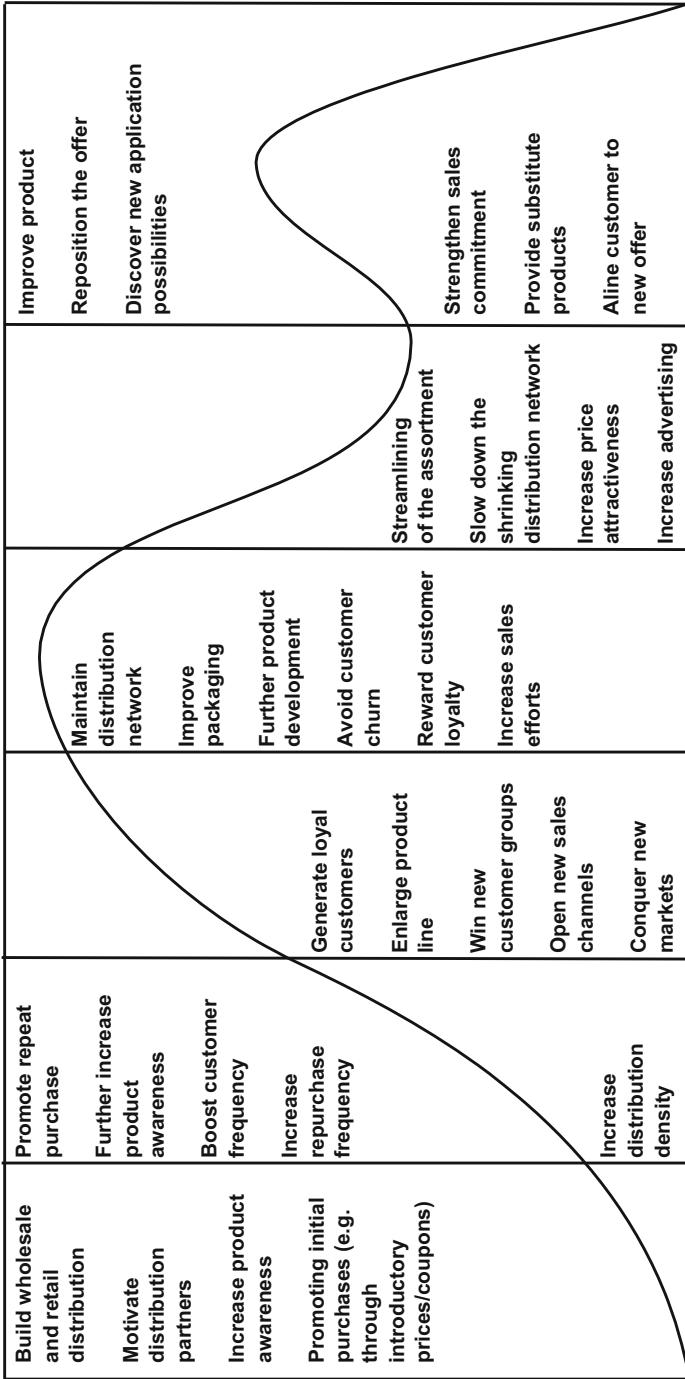 Build wholesale
and retail
distribution
Motivate
distribution
partners
Increase product
awareness
Promoting initial
purchases (e.g.
through
introductory
prices/coupons)
Promote repeat
purchase
Further increase
product
awareness
Boost customer
frequency
Increase
repurchase
frequency
Increase
distribution
density
Generate loyal
customers
Enlarge product
line
Win new
customer groups
Open new sales
channels
Conquer new
markets
Maintain
distribution
network
Improve
packaging
Further product
development
Avoid customer
churn
Reward customer
loyalty
Increase sales
efforts
Streamlining
of the assortment
Slow down the
shrinking
distribution network
Increase price
attractiveness
Increase advertising
Improve product
Reposition the offer
Discover new application
possibilities
Strengthen sales
commitment
Provide substitute
products
Aline customer to
new offer